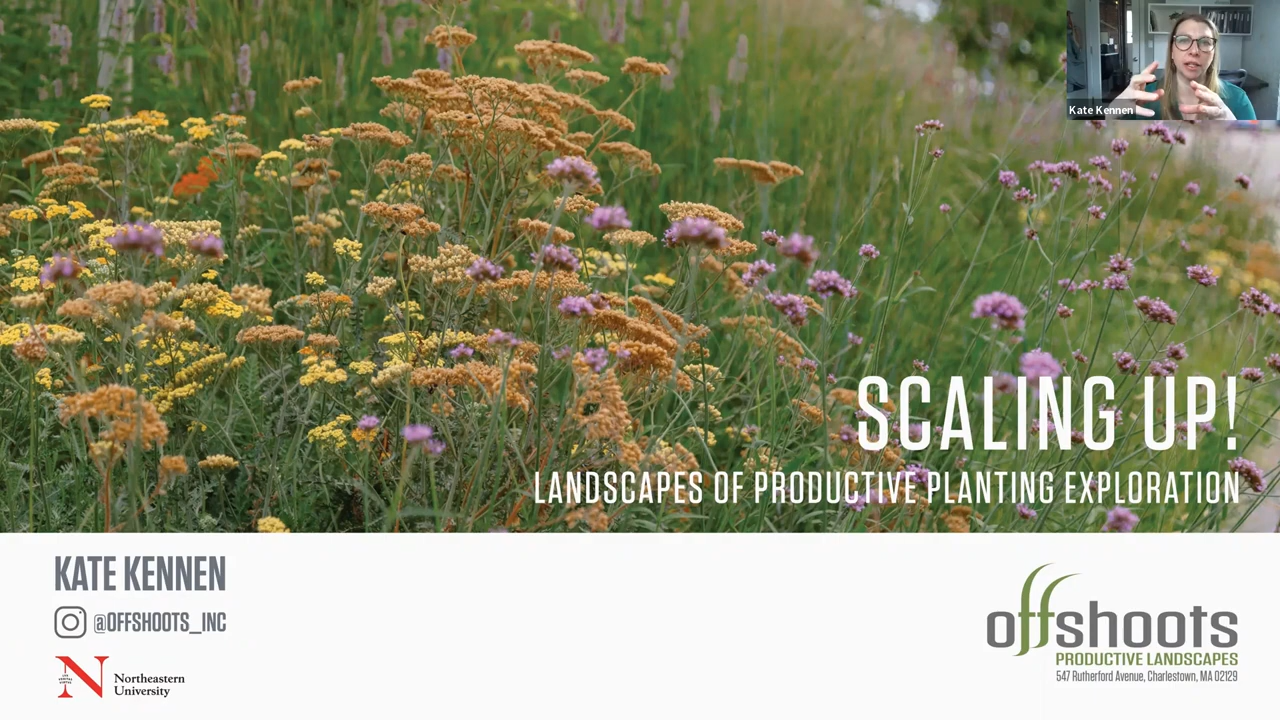 Kate Kennen
SCALING UP!
LANDSCAPES OF PRODUCTIVE PLANTING EXPLORATION
KATE KENNEN
@OFFSHOOTS_INC
Northeastern
University
offshoots
PRODUCTIVE LANDSCAPES
547 Rutherford Avenue, Charlestown, MA 02129